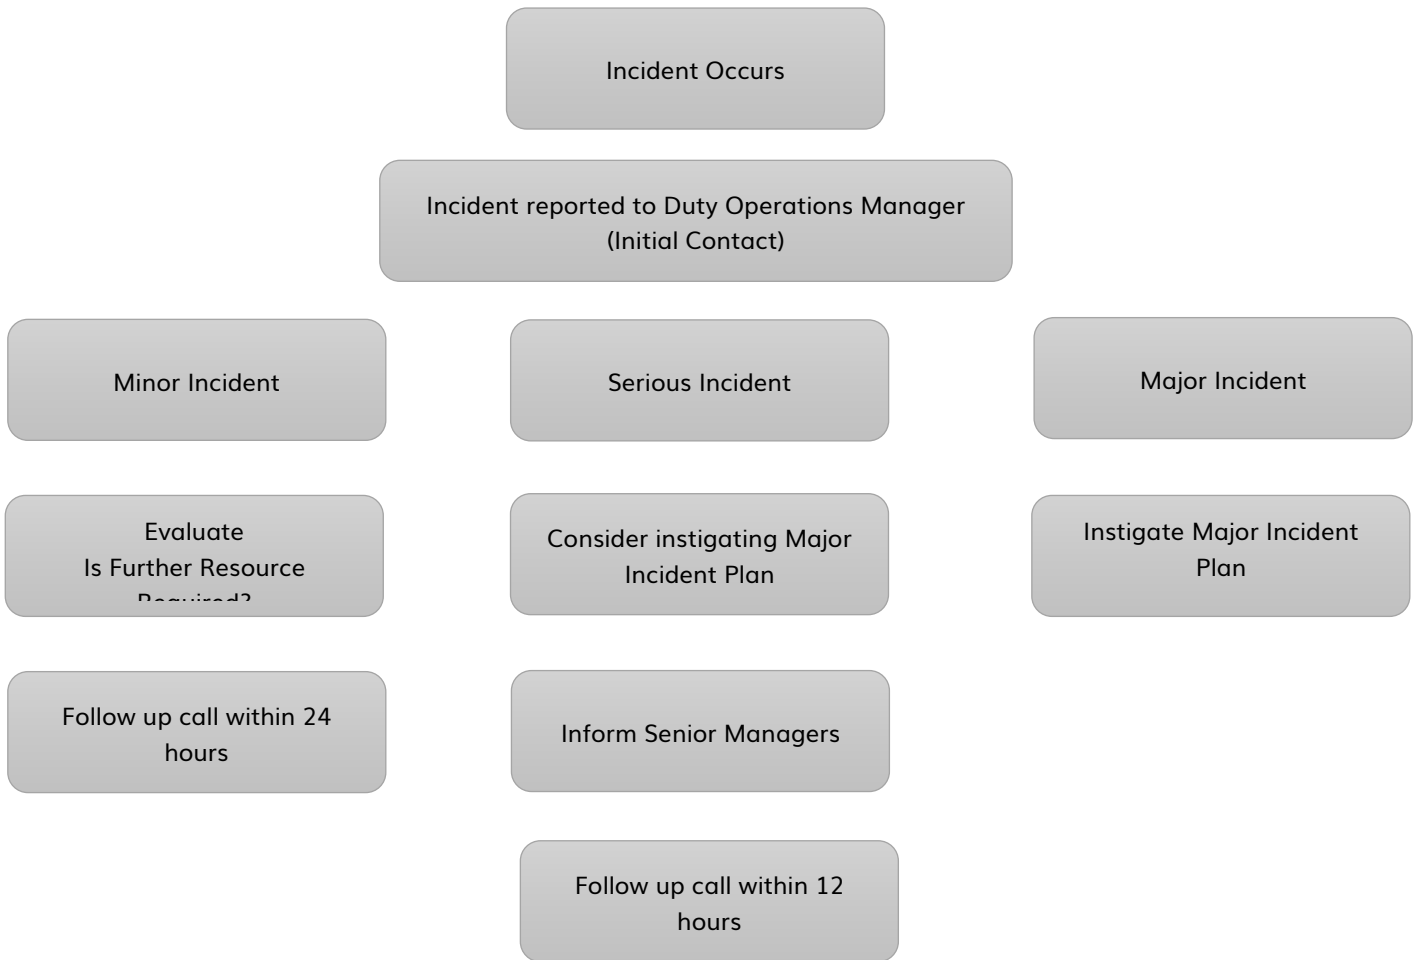 Incident Occurs
Incident reported to Duty Operations Manager
(Initial Contact)
Minor Incident
Serious Incident
Major Incident
Evaluate
Is Further Resource
Required?
Consider instigating Major
Incident Plan
Instigate Major Incident
Plan
Follow up call within 24
hours
Inform Senior Managers
Follow up call within 12
hours